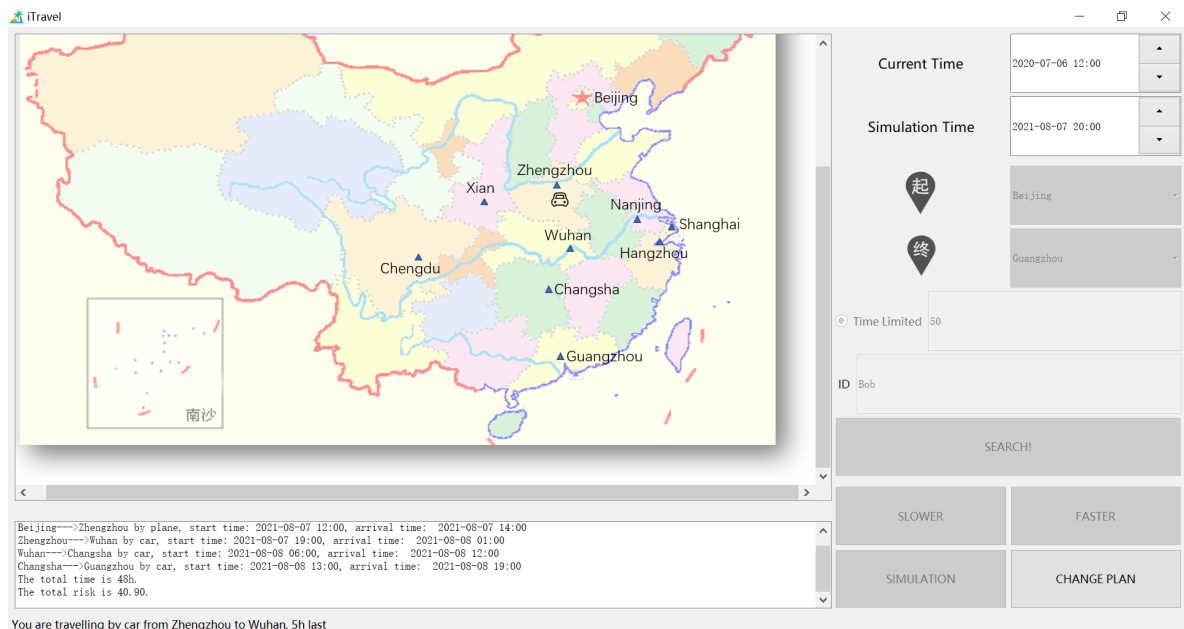 iTravel
Beijing
Zhengzhou
Xian
Nanjing
Shanghai
Wuhan
Hangzhou
Chengdu
Changsha
Guangzhou
南沙
Current Time
2020-07-06 12:00
Simulation Time
2021-08-07 20:00
起
Beijing
终
Guangzhou
Time Limited
50
ID
Bob
SEARCH!
SLOWER
FASTER
SIMULATION
CHANGE PLAN
Beijing--->Zhengzhou by plane, start time: 2021-08-07 12:00, arrival time:  2021-08-07 14:00
Zhengzhou--->Wuhan by car, start time: 2021-08-07 19:00, arrival time:  2021-08-08 01:00
Wuhan--->Changsha by car, start time: 2021-08-08 06:00, arrival time:  2021-08-08 12:00
Changsha--->Guangzhou by car, start time: 2021-08-08 13:00, arrival time:  2021-08-08 19:00
The total time is 48h.
The total risk is 40.90.
You are travelling by car from Zhengzhou to Wuhan, 5h last